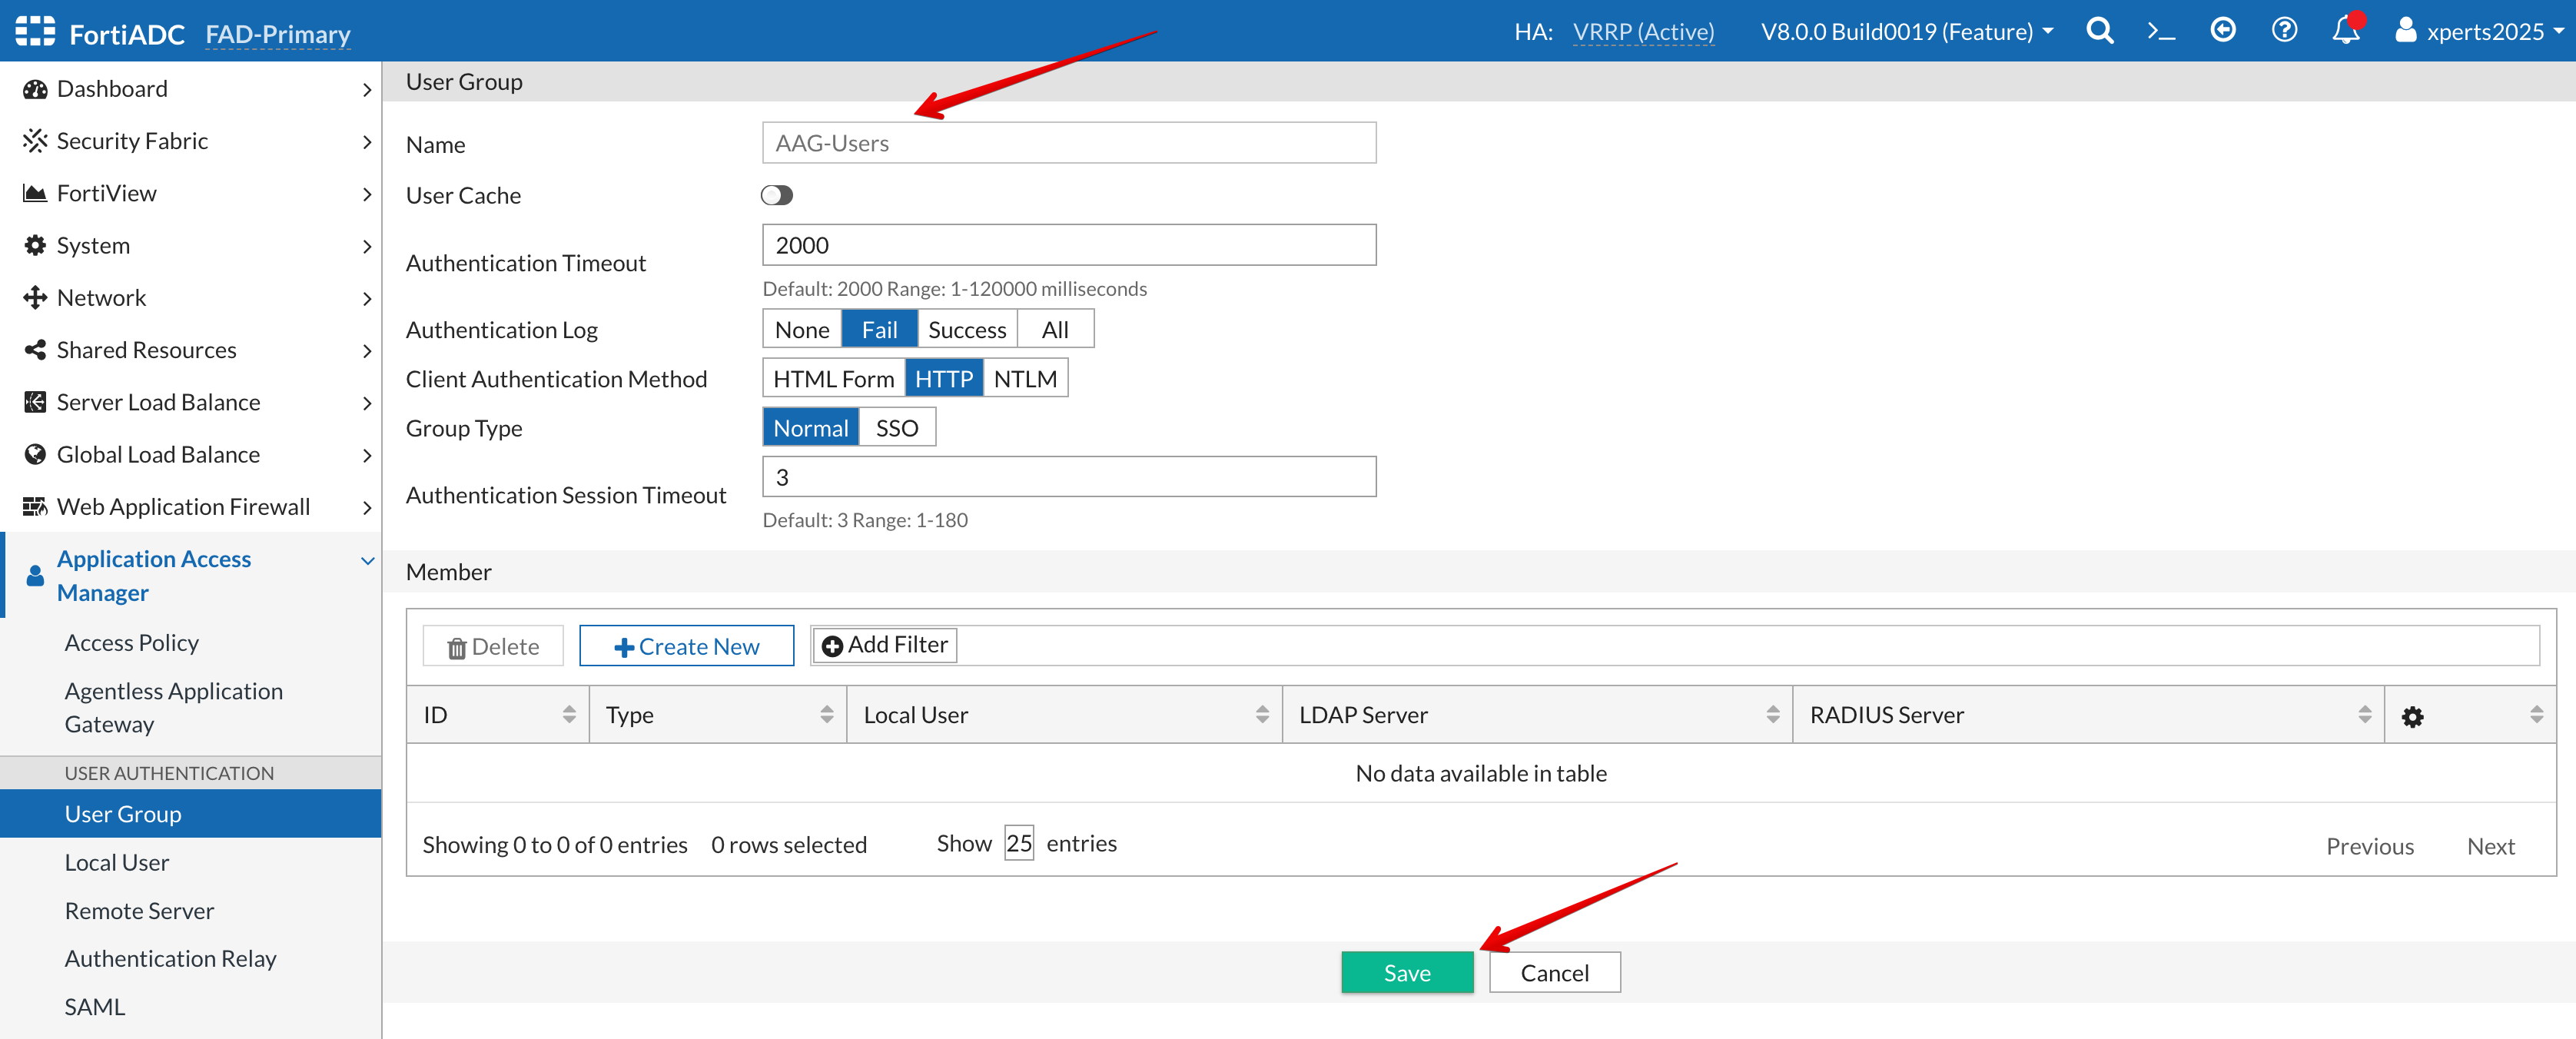 FortiADC FAD-Primary HA: VRRP (Active) V8.0.0 Build0019 (Feature) xperts2025
Dashboard
Security Fabric
FortiView
System
Network
Shared Resources
Server Load Balance
Global Load Balance
Web Application Firewall
Application Access
Manager
Access Policy
Agentless Application
Gateway
USER AUTHENTICATION
User Group
Local User
Remote Server
Authentication Relay
SAML
User Group
Name AAG-Users
User Cache
Authentication Timeout 2000
Default: 2000 Range: 1-120000 milliseconds
Authentication Log None Fail Success All
Client Authentication Method HTML Form HTTP NTLM
Group Type Normal SSO
Authentication Session Timeout 3
Default: 3 Range: 1-180
Member
Delete Create New Add Filter
ID Type Local User LDAP Server RADIUS Server
No data available in table
Showing 0 to 0 of 0 entries 0 rows selected Show 25 entries Previous Next
Save Cancel